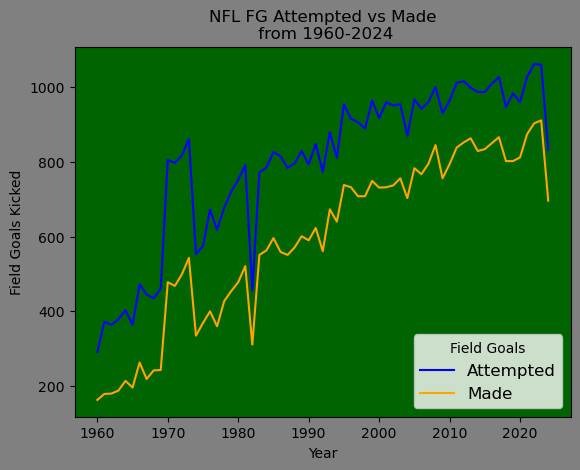 NFL FG Attempted vs Made
from 1960-2024
Field Goals Kicked
1000
800
600
400
200
Field Goals
Attempted
Made
1960 1970 1980 1990 2000 2010 2020
Year